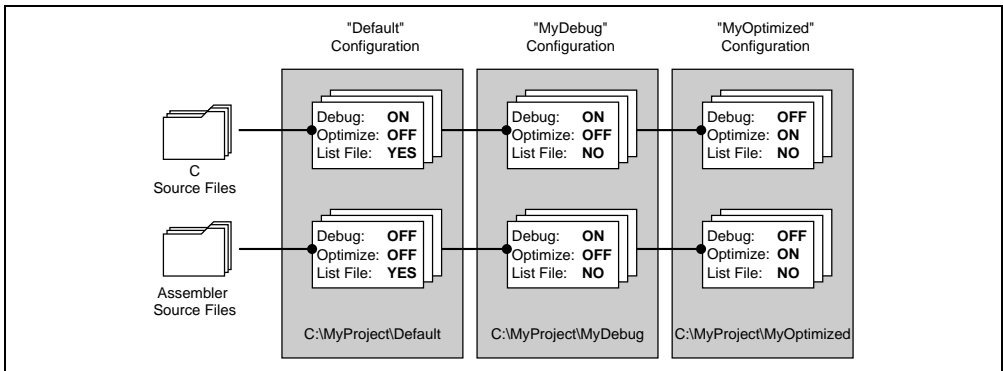 "Default"
Configuration
"MyDebug"
Configuration
"MyOptimized"
Configuration
C
Source Files
Debug: ON
Optimize: OFF
List File: YES
Debug: ON
Optimize: OFF
List File: NO
Debug: OFF
Optimize: ON
List File: NO
Assembler
Source Files
Debug: OFF
Optimize: OFF
List File: YES
Debug: ON
Optimize: OFF
List File: NO
Debug: OFF
Optimize: ON
List File: NO
C:\MyProject\Default
C:\MyProject\MyDebug
C:\MyProject\MyOptimized